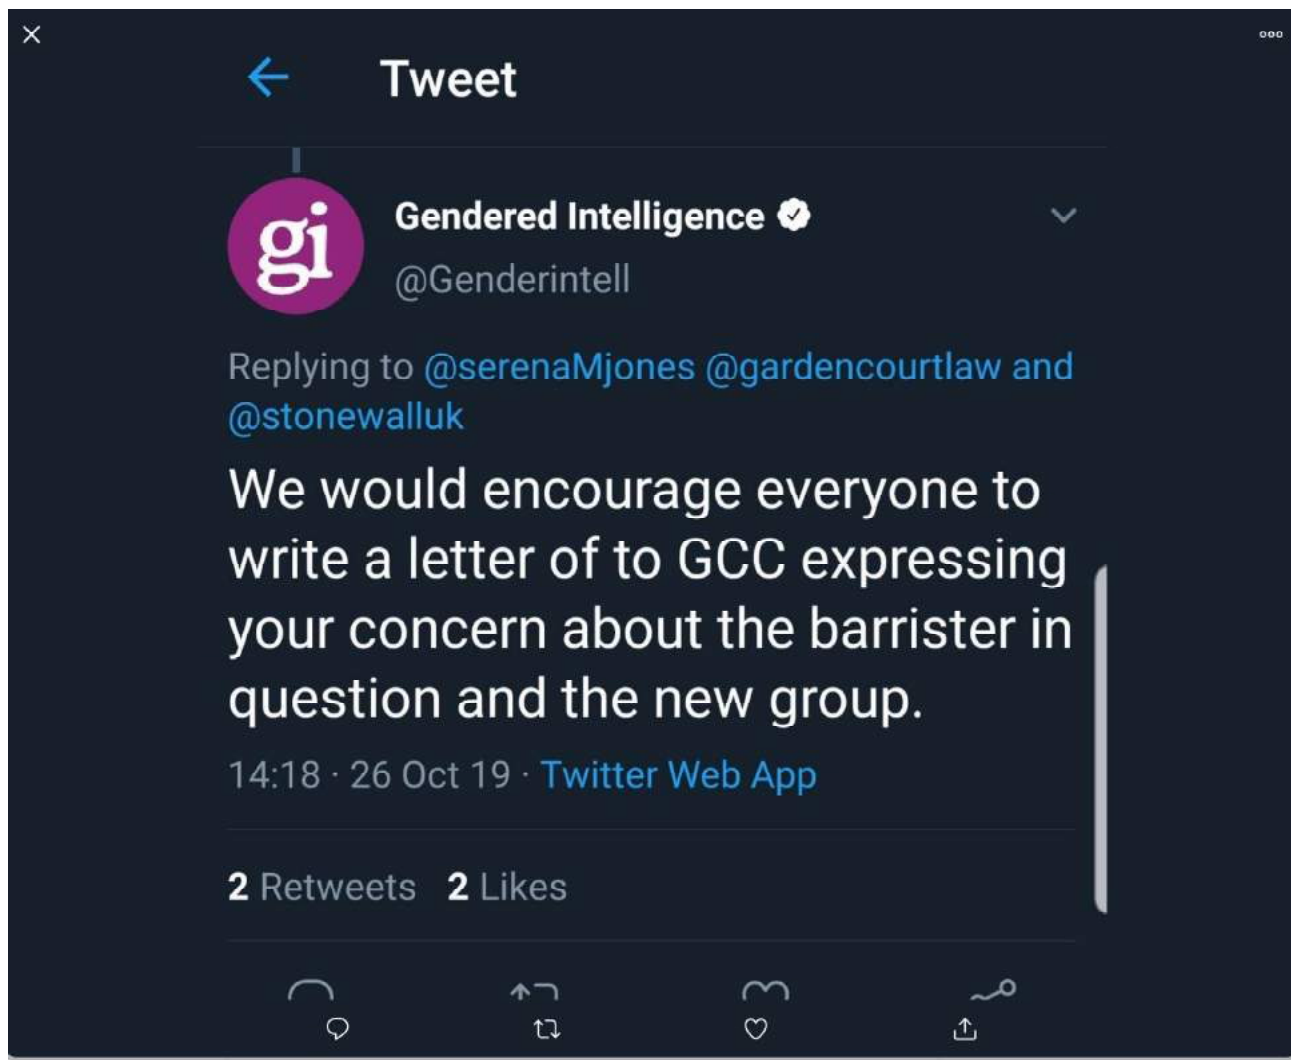 Tweet
gi
Gendered Intelligence
@Genderintell
Replying to @serenaMjones @gardencourtlaw and
@stonewalluk
We would encourage everyone to
write a letter of to GCC expressing
your concern about the barrister in
question and the new group.
14:18 · 26 Oct 19 · Twitter Web App
2 Retweets 2 Likes